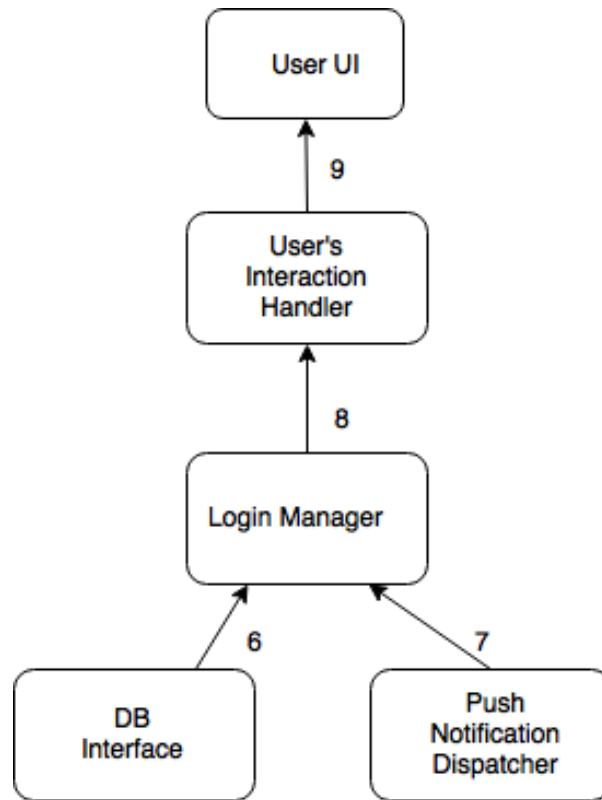 User UI
9
User's
Interaction
Handler
8
Login Manager
6
7
DB
Interface
Push
Notification
Dispatcher